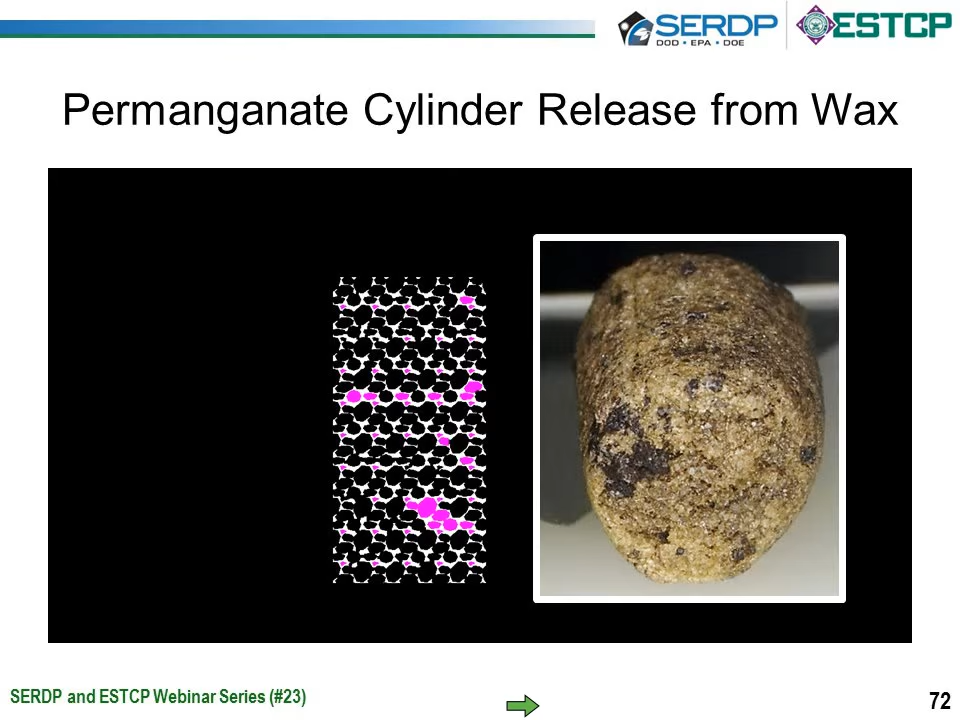 SERDP
DOD • EPA • DOE
ESTCP
Permanganate Cylinder Release from Wax
SERDP and ESTCP Webinar Series (#23)
72